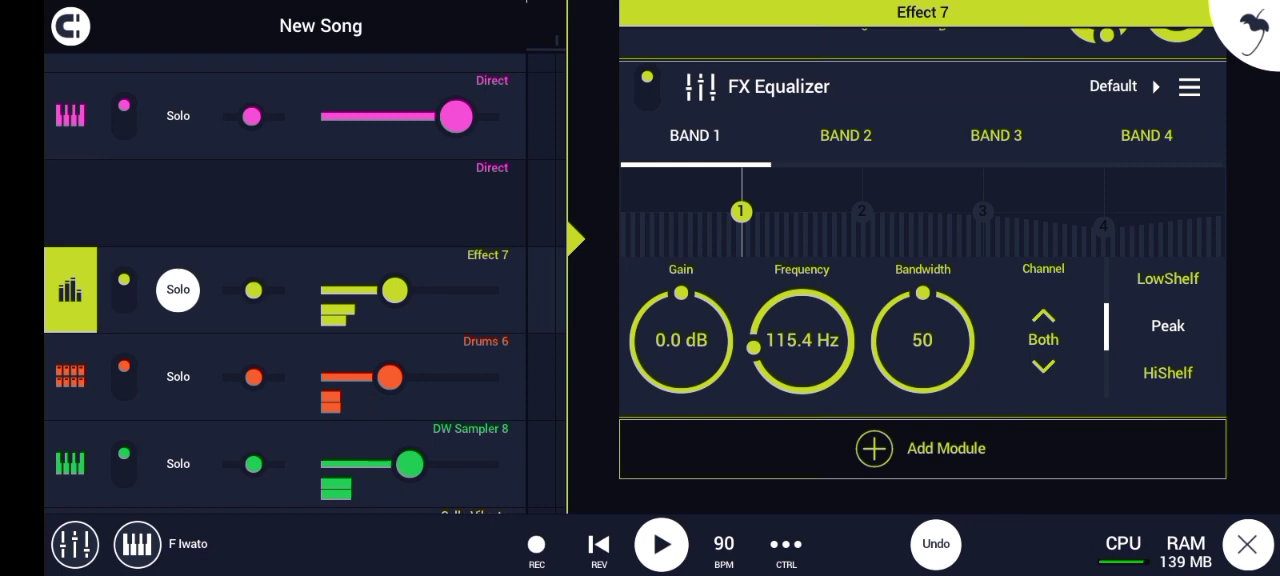 New Song
Direct
Solo
Direct
Effect 7
Solo
Drums 6
Solo
DW Sampler 8
Solo
F Iwato
Effect 7
FX Equalizer
Default
BAND 1
BAND 2
BAND 3
BAND 4
1
2
3
4
Gain
Frequency
Bandwidth
Channel
0.0 dB
115.4 Hz
50
Both
LowShelf
Peak
HiShelf
Add Module
REC
REV
90
BPM
CTRL
Undo
CPU
RAM
139 MB